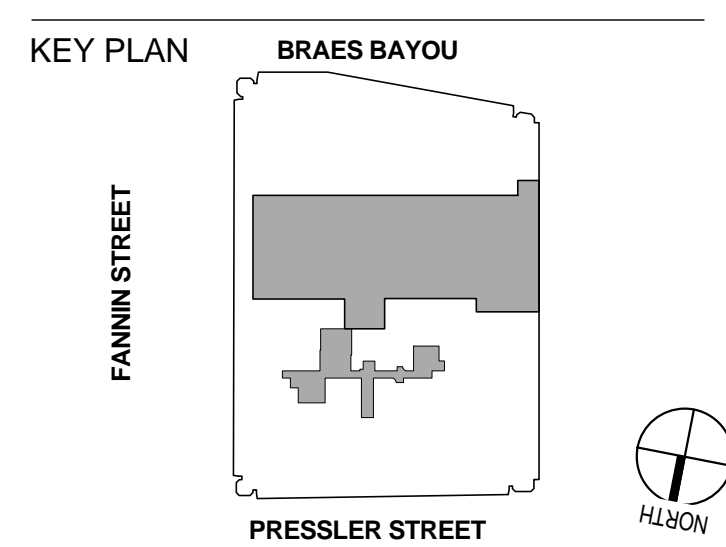 KEY PLAN
BRAES BAYOU
FANNIN STREET
NORTH
PRESSLER STREET